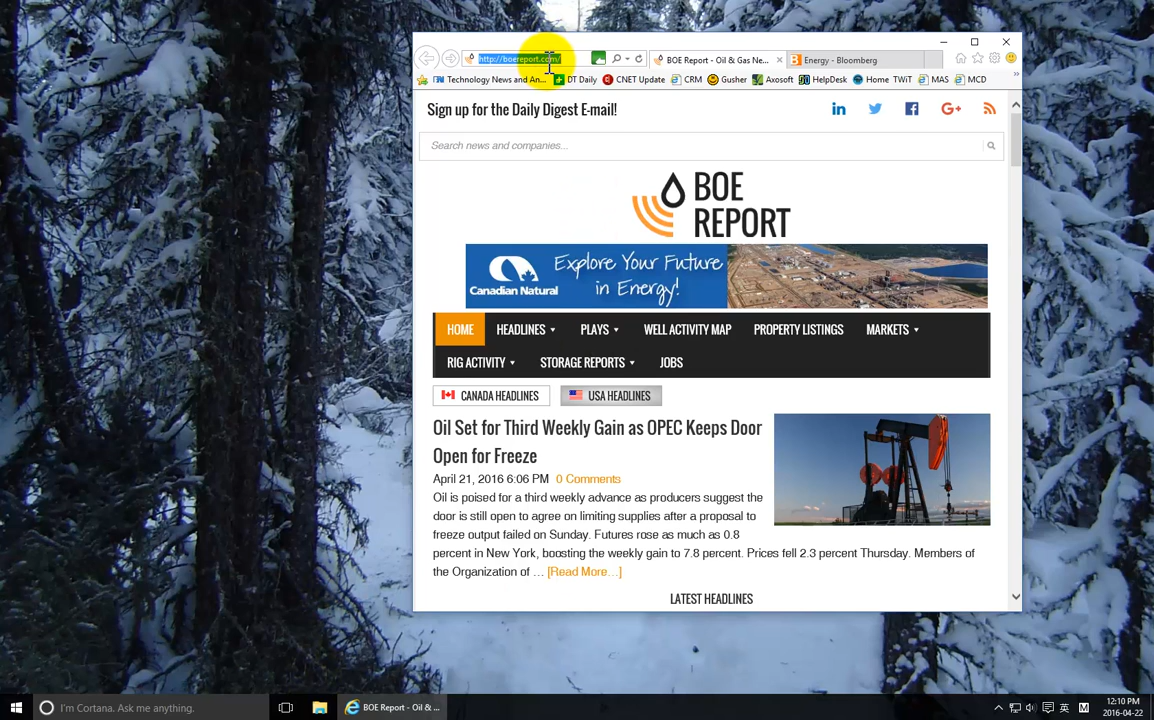 http://boereport.com/
BOE Report - Oil & Gas Ne...
Energy - Bloomberg
Technology News and An...
DT Daily
CNET Update
CRM
Gusher
Axosoft
HelpDesk
Home TWiT
MAS
MCD
Sign up for the Daily Digest E-mail!
Search news and companies...
BOE
REPORT
Canadian Natural
Explore Your Future
in Energy!
HOME
HEADLINES
PLAYS
WELL ACTIVITY MAP
PROPERTY LISTINGS
MARKETS
RIG ACTIVITY
STORAGE REPORTS
JOBS
CANADA HEADLINES
USA HEADLINES
Oil Set for Third Weekly Gain as OPEC Keeps Door
Open for Freeze
April 21, 2016 6:06 PM 0 Comments
Oil is poised for a third weekly advance as producers suggest the
door is still open to agree on limiting supplies after a proposal to
freeze output failed on Sunday. Futures rose as much as 0.8
percent in New York, boosting the weekly gain to 7.8 percent. Prices fell 2.3 percent Thursday. Members of
the Organization of … [Read More…]
LATEST HEADLINES
I'm Cortana. Ask me anything.
BOE Report - Oil & ...
英
M
12:10 PM
2016-04-22